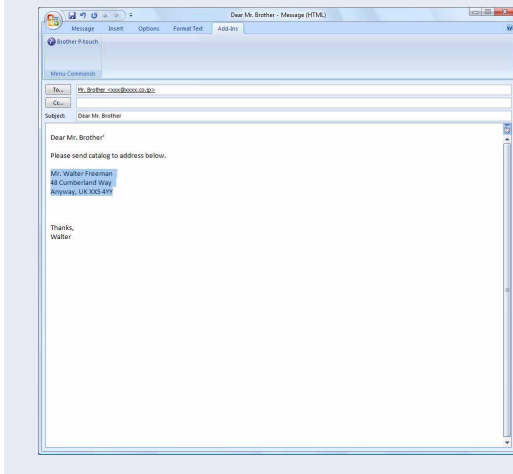 Dear Mr. Brother - Message (HTML)
Message Insert Options Format Text Add-Ins
Brother P-touch
Menu Commands
To... Mr. Brother <xxx@xxxx.co.jp>
Cc...
Subject: Dear Mr. Brother
Dear Mr. Brother'
Please send catalog to address below.
Mr. Walter Freeman
48 Cumberland Way
Anyway, UK XX5 4YY
Thanks,
Walter